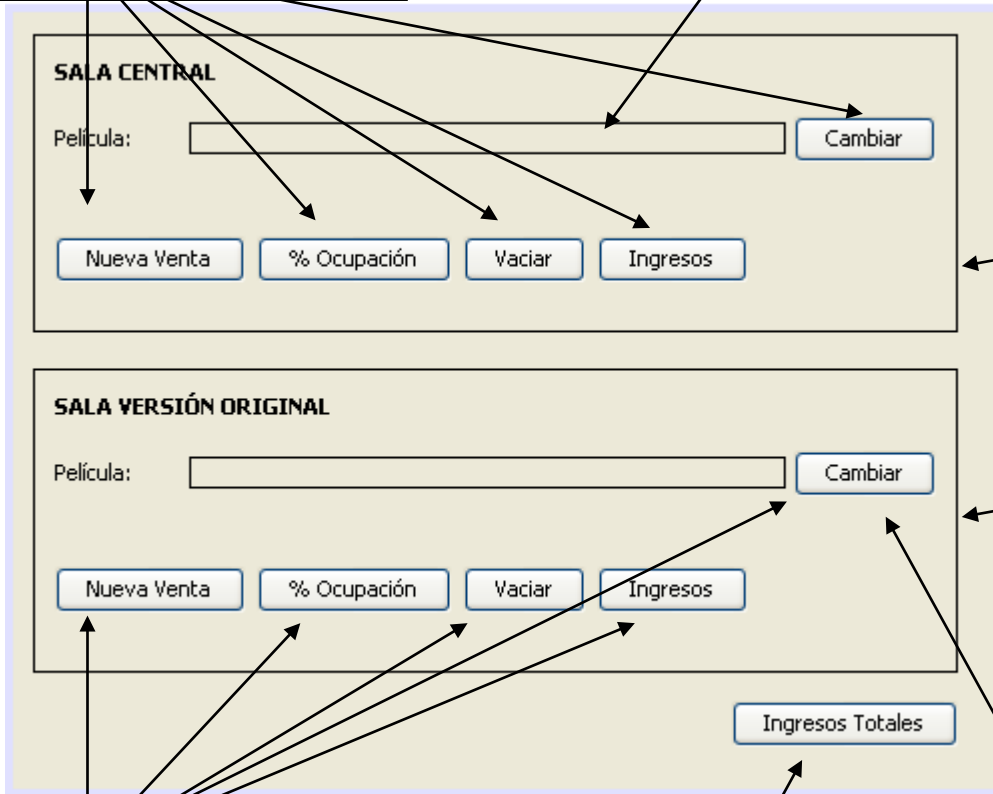 SALA CENTRAL
Película: Cambiar
Nueva Venta % Ocupación Vaciar Ingresos
SALA VERSIÓN ORIGINAL
Película: Cambiar
Nueva Venta % Ocupación Vaciar Ingresos
Ingresos Totales